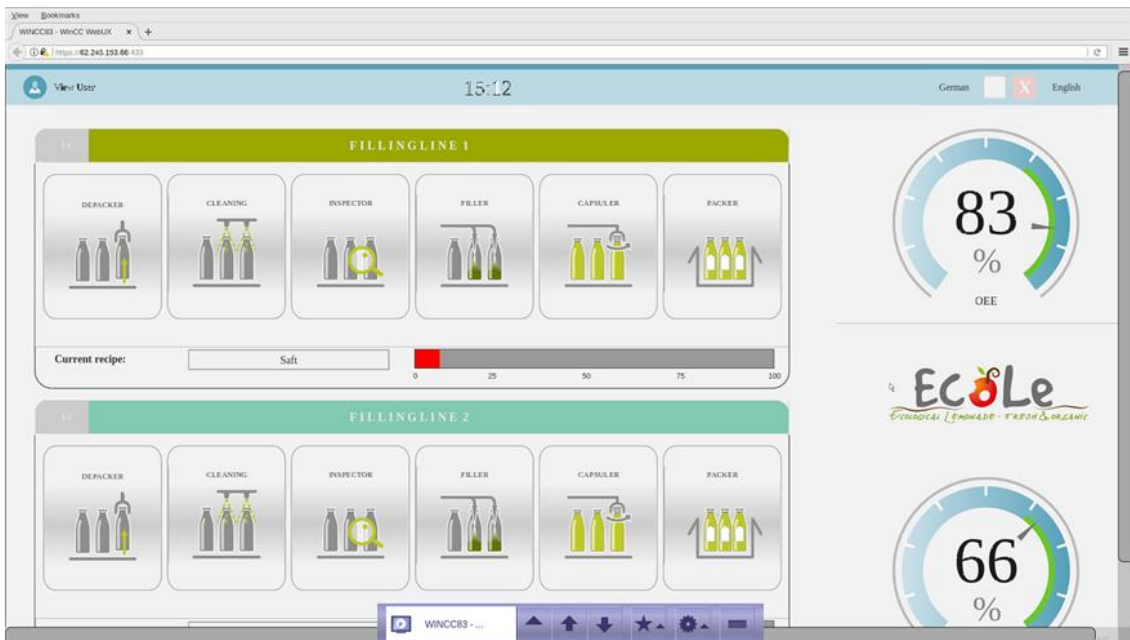 View Bookmarks
WINCC83 - WinCC WebUX x +
https://62.245.153.66:433
View User
15:12
German X English
FILLINGLINE 1
DEPACKER CLEANING INSPECTOR FILLER CAPSULER PACKER
83
%
OEE
Current recipe: Saft
0 25 50 75 100
EcoLe
ECOLOGICAL LEMONADE - FRESH & ORGANIC
FILLINGLINE 2
DEPACKER CLEANING INSPECTOR FILLER CAPSULER PACKER
66
%
WINCC83 - ...